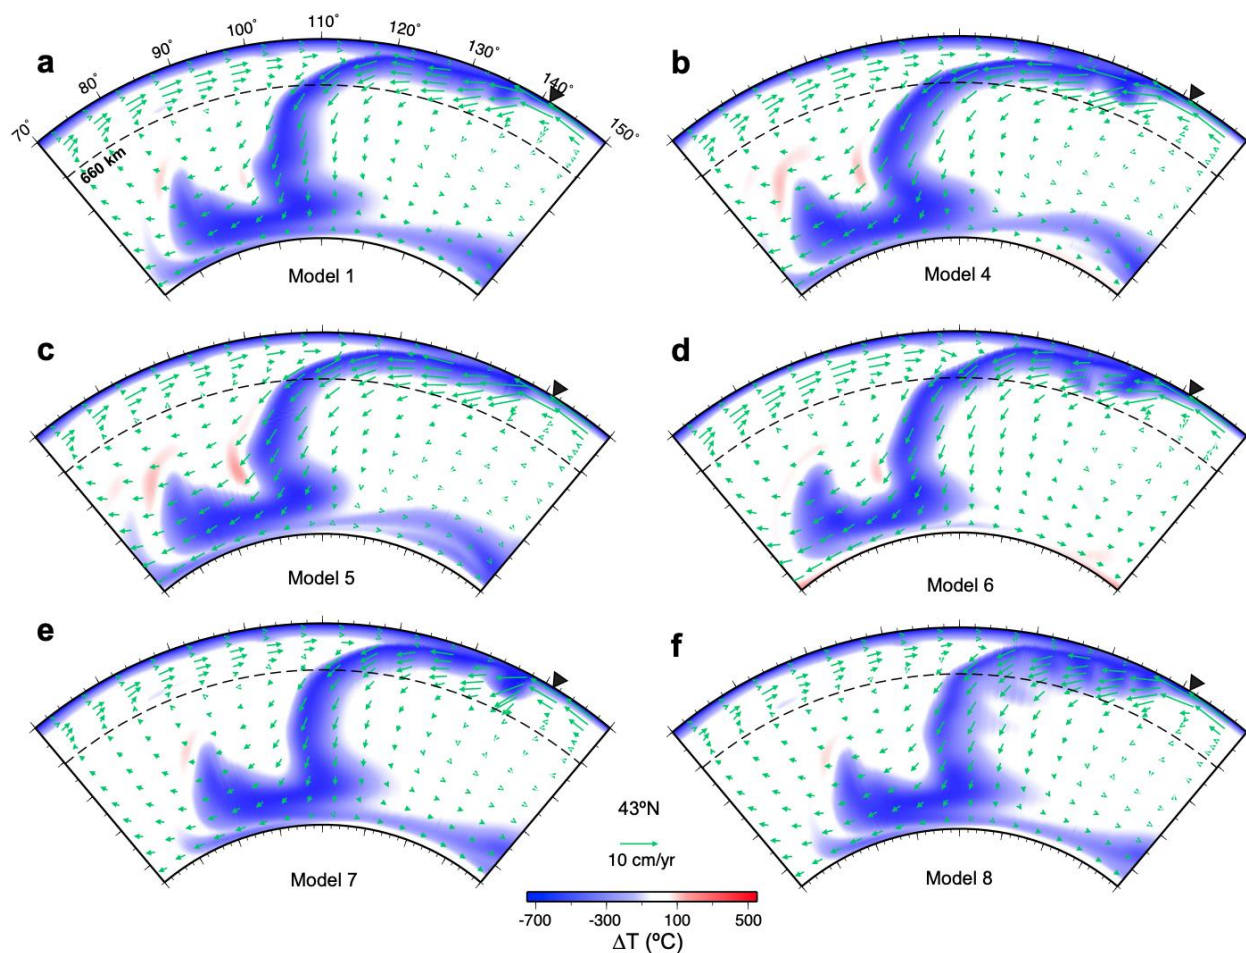 a
70°
80°
90°
100°
110°
120°
130°
140°
150°
660 km
Model 1
b
Model 4
c
Model 5
d
Model 6
e
Model 7
f
Model 8
43ºN
10 cm/yr
-700 -300 100 500
ΔT (ºC)